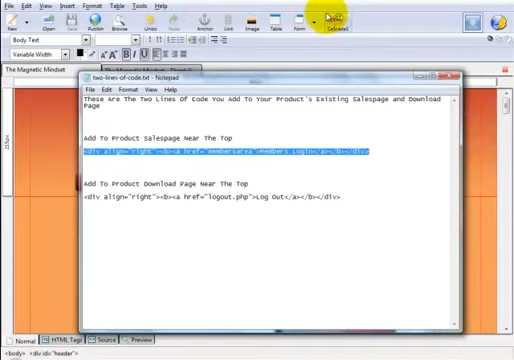 File Edit View Insert Format Table Tools Help
New Open Save Publish Browse Undo Redo Anchor Link Image Table Form CaScadeS
Body Text
Variable Width
The Magnetic Mindset
two-lines-of-code.txt - Notepad
File Edit Format View Help
These Are The Two Lines Of Code You Add To Your Product's Existing Salespage and Download
Page
Add To Product Salespage Near The Top
<div align="right"><b><a href="membersarea">Members Login</a></b></div>
Add To Product Download Page Near The Top
<div align="right"><b><a href="logout.php">Log Out</a></b></div>
215px
Normal HTML Tags Source Preview
<body> <div id="header">